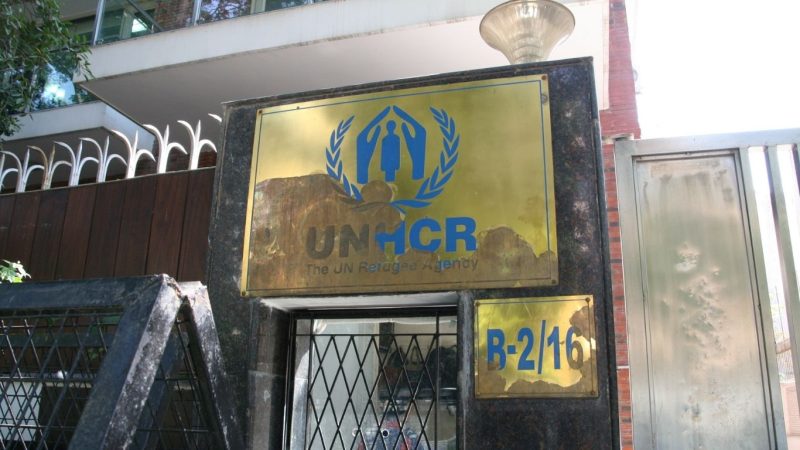 UNHCR
The UN Refugee Agency
B-2/16